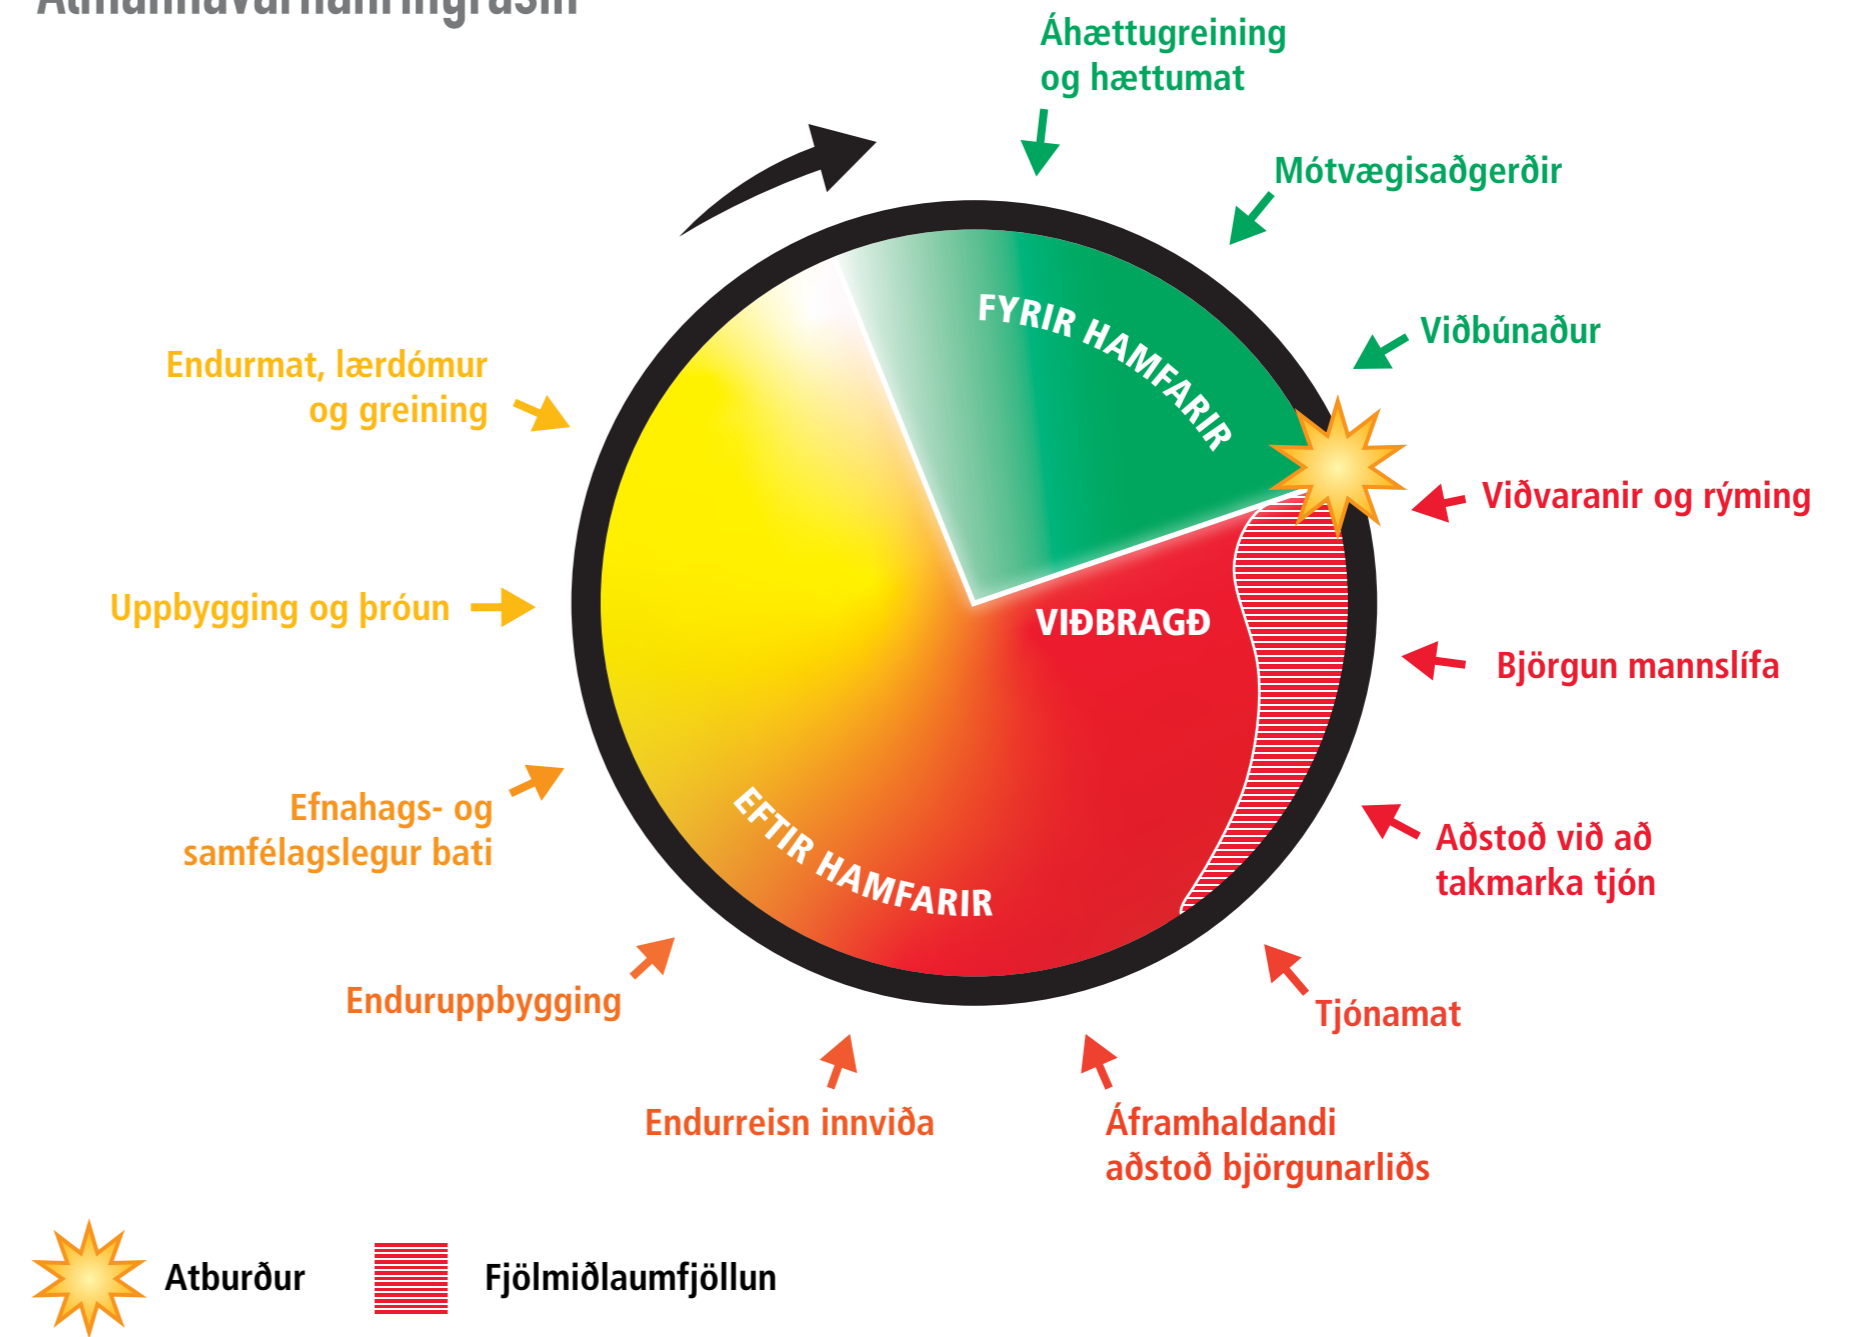 Áhættugreining
og hættumat
Mótvægisaðgerðir
Viðbúnaður
Viðvaranir og rýming
Björgun mannslífa
Aðstoð við að
takmarka tjón
Tjónamat
Áframhaldandi
aðstoð björgunarliðs
Endurreisn innviða
Enduruppbygging
Efnahags- og
samfélagslegur bati
Uppbygging og þróun
Endurmat, lærdómur
og greining
FYRIR HAMFARIR
VIÐBRAGÐ
EFTIR HAMFARIR
Atburður
Fjölmiðlaumfjöllun